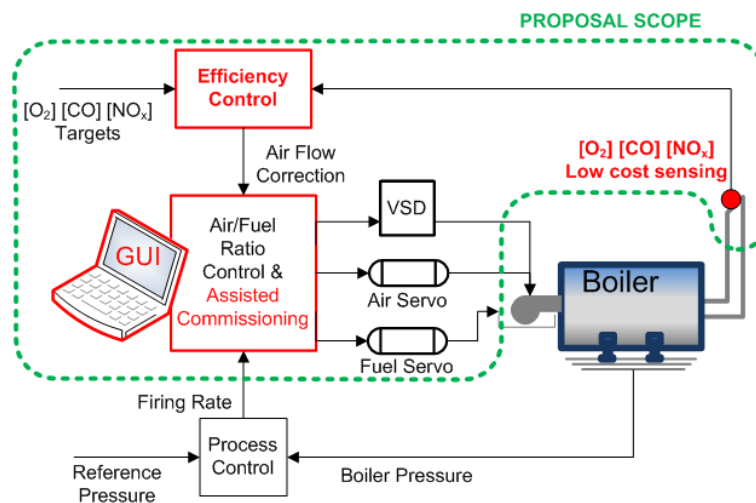 PROPOSAL SCOPE
Efficiency
Control
[O₂] [CO] [NOₓ]
Targets
Air Flow
Correction
[O₂] [CO] [NOₓ]
Low cost sensing
GUI
Air/Fuel
Ratio
Control &
Assisted
Commissioning
VSD
Air Servo
Fuel Servo
Boiler
Firing Rate
Process
Control
Reference
Pressure
Boiler Pressure